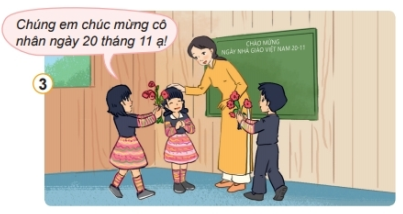 Chúng em chúc mừng cô
nhân ngày 20 tháng 11 ạ!
3
CHÀO MỪNG
NGÀY NHÀ GIÁO VIỆT NAM 20-11